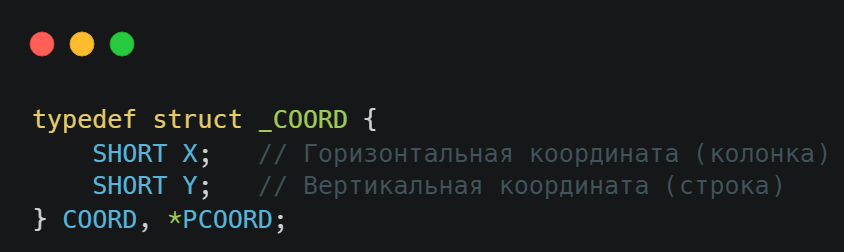 typedef struct _COORD {
    SHORT X;   // Горизонтальная координата (колонка)
    SHORT Y;   // Вертикальная координата (строка)
} COORD, *PCOORD;